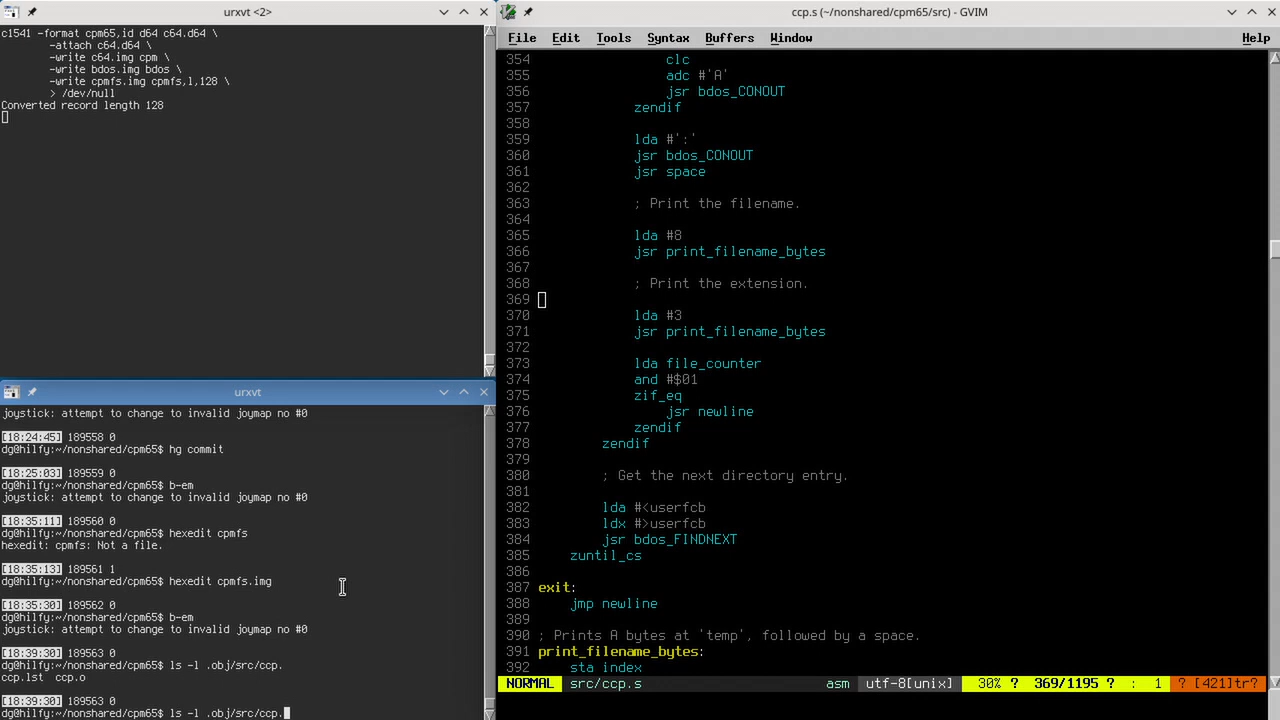 urxvt <2>
c1541 -format cpm65,id d64 c64.d64 \
-attach c64.d64 \
-write c64.img cpm \
-write bdos.img bdos \
-write cpmfs.img cpmfs,l,128 \
> /dev/null
Converted record length 128
urxvt
joystick: attempt to change to invalid joymap no #0
[18:24:45] 189558 0
dg@hilfy:~/nonshared/cpm65$ hg commit
[18:25:03] 189559 0
dg@hilfy:~/nonshared/cpm65$ b-em
joystick: attempt to change to invalid joymap no #0
[18:35:11] 189560 0
dg@hilfy:~/nonshared/cpm65$ hexedit cpmfs
hexedit: cpmfs: Not a file.
[18:35:13] 189561 1
dg@hilfy:~/nonshared/cpm65$ hexedit cpmfs.img
[18:35:30] 189562 0
dg@hilfy:~/nonshared/cpm65$ b-em
joystick: attempt to change to invalid joymap no #0
[18:39:30] 189563 0
dg@hilfy:~/nonshared/cpm65$ ls -l .obj/src/ccp.
ccp.lst  ccp.o
[18:39:30] 189563 0
dg@hilfy:~/nonshared/cpm65$ ls -l .obj/src/ccp.
ccp.s (~/nonshared/cpm65/src) - GVIM
File Edit Tools Syntax Buffers Window Help
354 clc
355 adc #'A'
356 jsr bdos_CONOUT
357 zendif
358
359 lda #':'
360 jsr bdos_CONOUT
361 jsr space
362
363 ; Print the filename.
364
365 lda #8
366 jsr print_filename_bytes
367
368 ; Print the extension.
369
370 lda #3
371 jsr print_filename_bytes
372
373 lda file_counter
374 and #$01
375 zif_eq
376 jsr newline
377 zendif
378 zendif
379
380 ; Get the next directory entry.
381
382 lda #<userfcb
383 ldx #>userfcb
384 jsr bdos_FINDNEXT
385 zuntil_cs
386
387 exit:
388 jmp newline
389
390 ; Prints A bytes at 'temp', followed by a space.
391 print_filename_bytes:
392 sta index
NORMAL src/ccp.s asm utf-8[unix] 30% ? 369/1195 ? : 1 ? [421]tr?